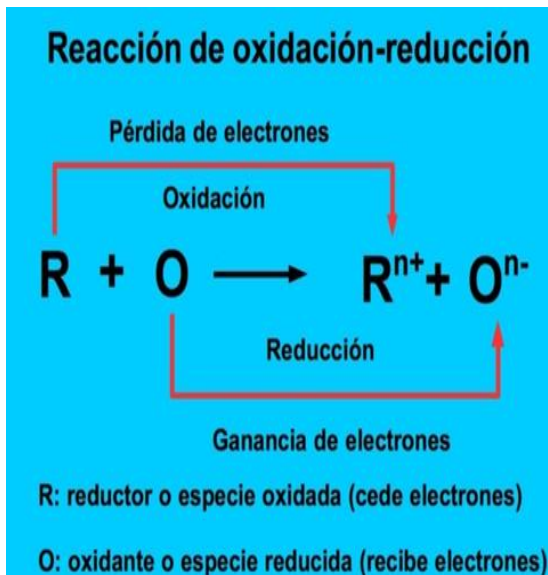 Reacción de oxidación-reducción
Pérdida de electrones
Oxidación
R + O → Rⁿ⁺ + Oⁿ⁻
Reducción
Ganancia de electrones
R: reductor o especie oxidada (cede electrones)
O: oxidante o especie reducida (recibe electrones)